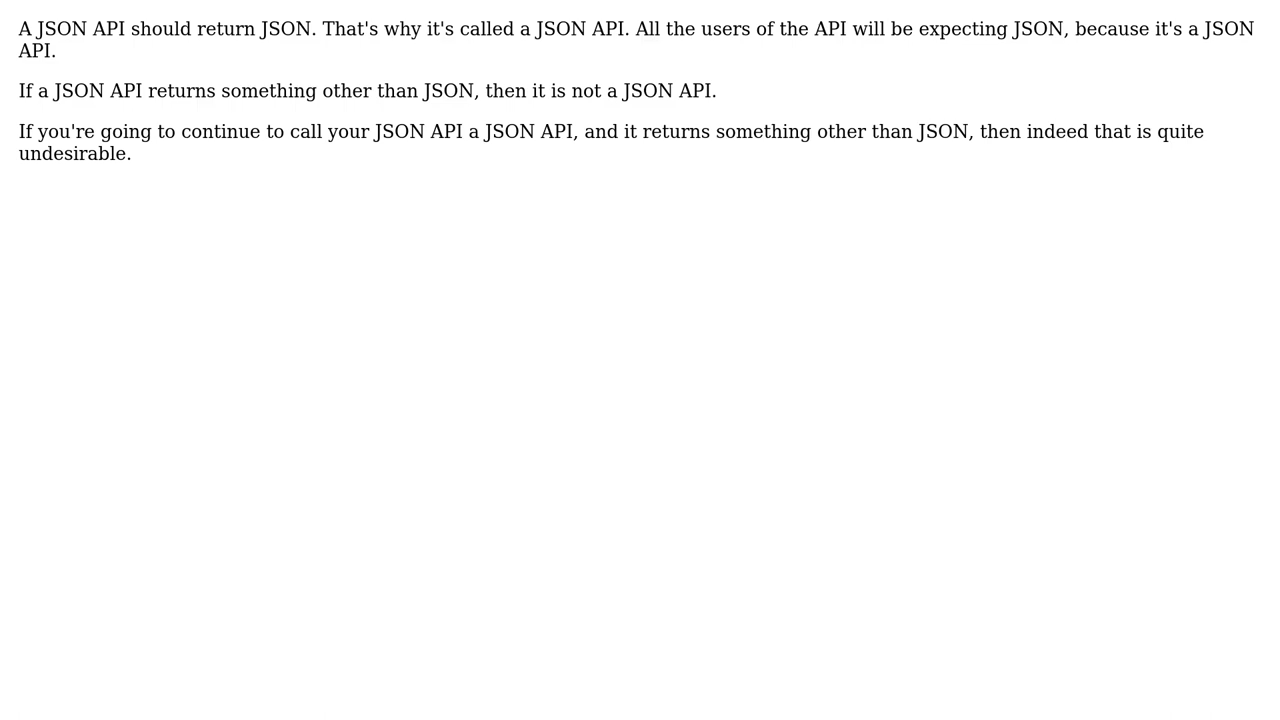 A JSON API should return JSON. That's why it's called a JSON API. All the users of the API will be expecting JSON, because it's a JSON
API.
If a JSON API returns something other than JSON, then it is not a JSON API.
If you're going to continue to call your JSON API a JSON API, and it returns something other than JSON, then indeed that is quite
undesirable.